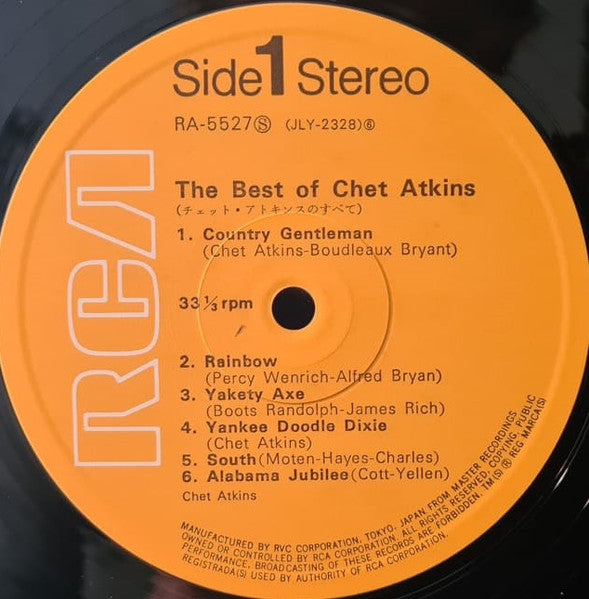 Side 1 Stereo
RA-5527Ⓢ (JLY-2328)⑥
RCA
The Best of Chet Atkins
(チェット・アトキンスのすべて)
1. Country Gentleman
(Chet Atkins-Boudleaux Bryant)
33 1/3 rpm
2. Rainbow
(Percy Wenrich-Alfred Bryan)
3. Yakety Axe
(Boots Randolph-James Rich)
4. Yankee Doodle Dixie
(Chet Atkins)
5. South(Moten-Hayes-Charles)
6. Alabama Jubilee(Cott-Yellen)
Chet Atkins
MANUFACTURED BY RVC CORPORATION, TOKYO, JAPAN FROM MASTER RECORDINGS
OWNED OR CONTROLLED BY RCA CORPORATION. ALL RIGHTS RESERVED. COPYING, PUBLIC
PERFORMANCE, BROADCASTING OF THESE RECORDS ARE FORBIDDEN. TM(S) ® REG MARCA(S)
REGISTRADA(S) USED BY AUTHORITY OF RCA CORPORATION.